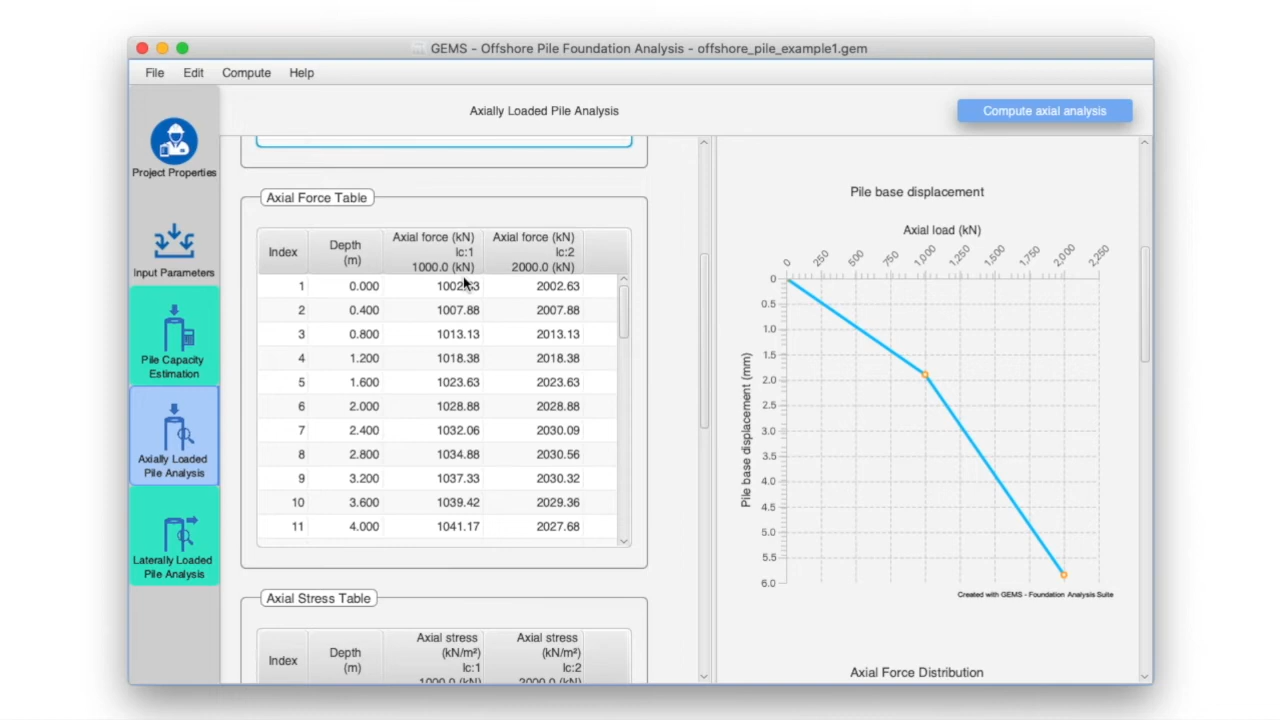 GEMS - Offshore Pile Foundation Analysis - offshore_pile_example1.gem
File Edit Compute Help
Axially Loaded Pile Analysis
Compute axial analysis
Project Properties
Input Parameters
Pile Capacity
Estimation
Axially Loaded
Pile Analysis
Laterally Loaded
Pile Analysis
Axial Force Table
Index Depth (m) Axial force (kN) lc:1 1000.0 (kN) Axial force (kN) lc:2 2000.0 (kN)
1 0.000 2002.63
2 0.400 1007.88 2007.88
3 0.800 1013.13 2013.13
4 1.200 1018.38 2018.38
5 1.600 1023.63 2023.63
6 2.000 1028.88 2028.88
7 2.400 1032.06 2030.09
8 2.800 1034.88 2030.56
9 3.200 1037.33 2030.32
10 3.600 1039.42 2029.36
11 4.000 1041.17 2027.68
Axial Stress Table
Index Depth (m) Axial stress (kN/m²) lc:1 1000.0 (kN) Axial stress (kN/m²) lc:2 2000.0 (kN)
Pile base displacement
Axial load (kN)
0 250 500 750 1,000 1,250 1,500 1,750 2,000 2,250
Pile base displacement (mm)
0
0.5
1.0
1.5
2.0
2.5
3.0
3.5
4.0
4.5
5.0
5.5
6.0
Created with GEMS - Foundation Analysis Suite
Axial Force Distribution